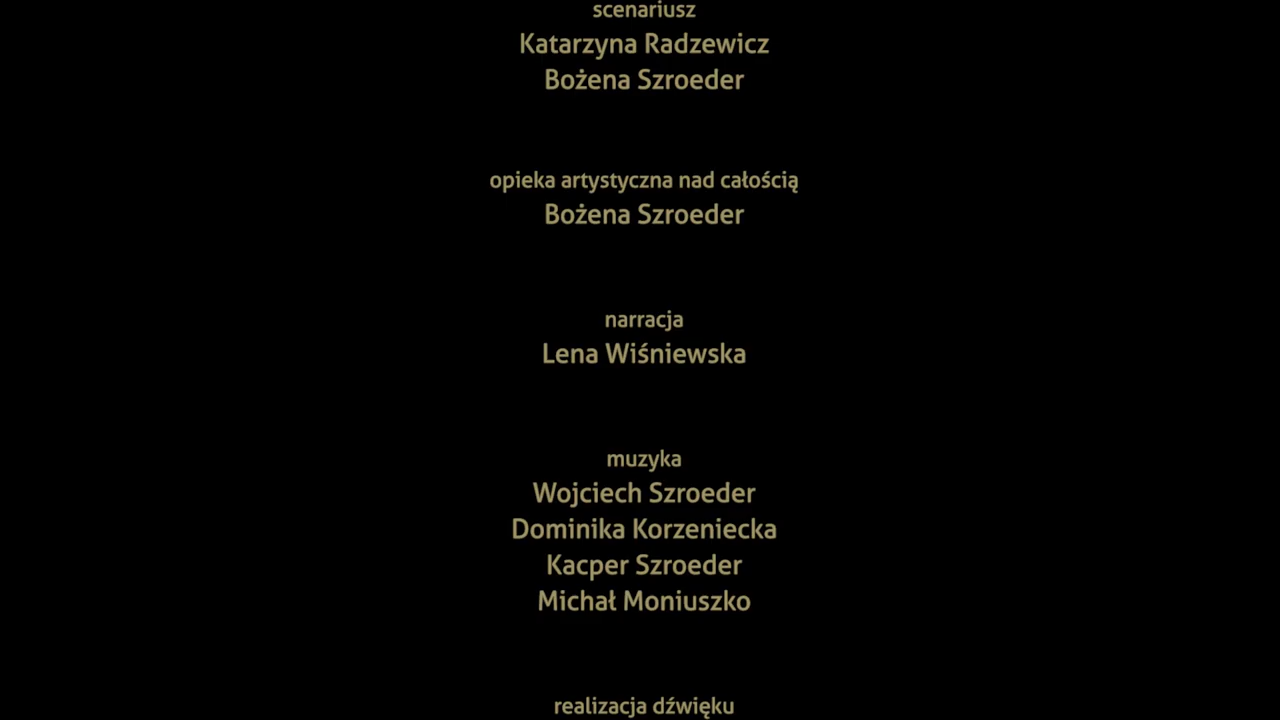 scenariusz
Katarzyna Radzewicz
Bożena Szroeder
opieka artystyczna nad całością
Bożena Szroeder
narracja
Lena Wiśniewska
muzyka
Wojciech Szroeder
Dominika Korzeniecka
Kacper Szroeder
Michał Moniuszko
realizacja dźwięku